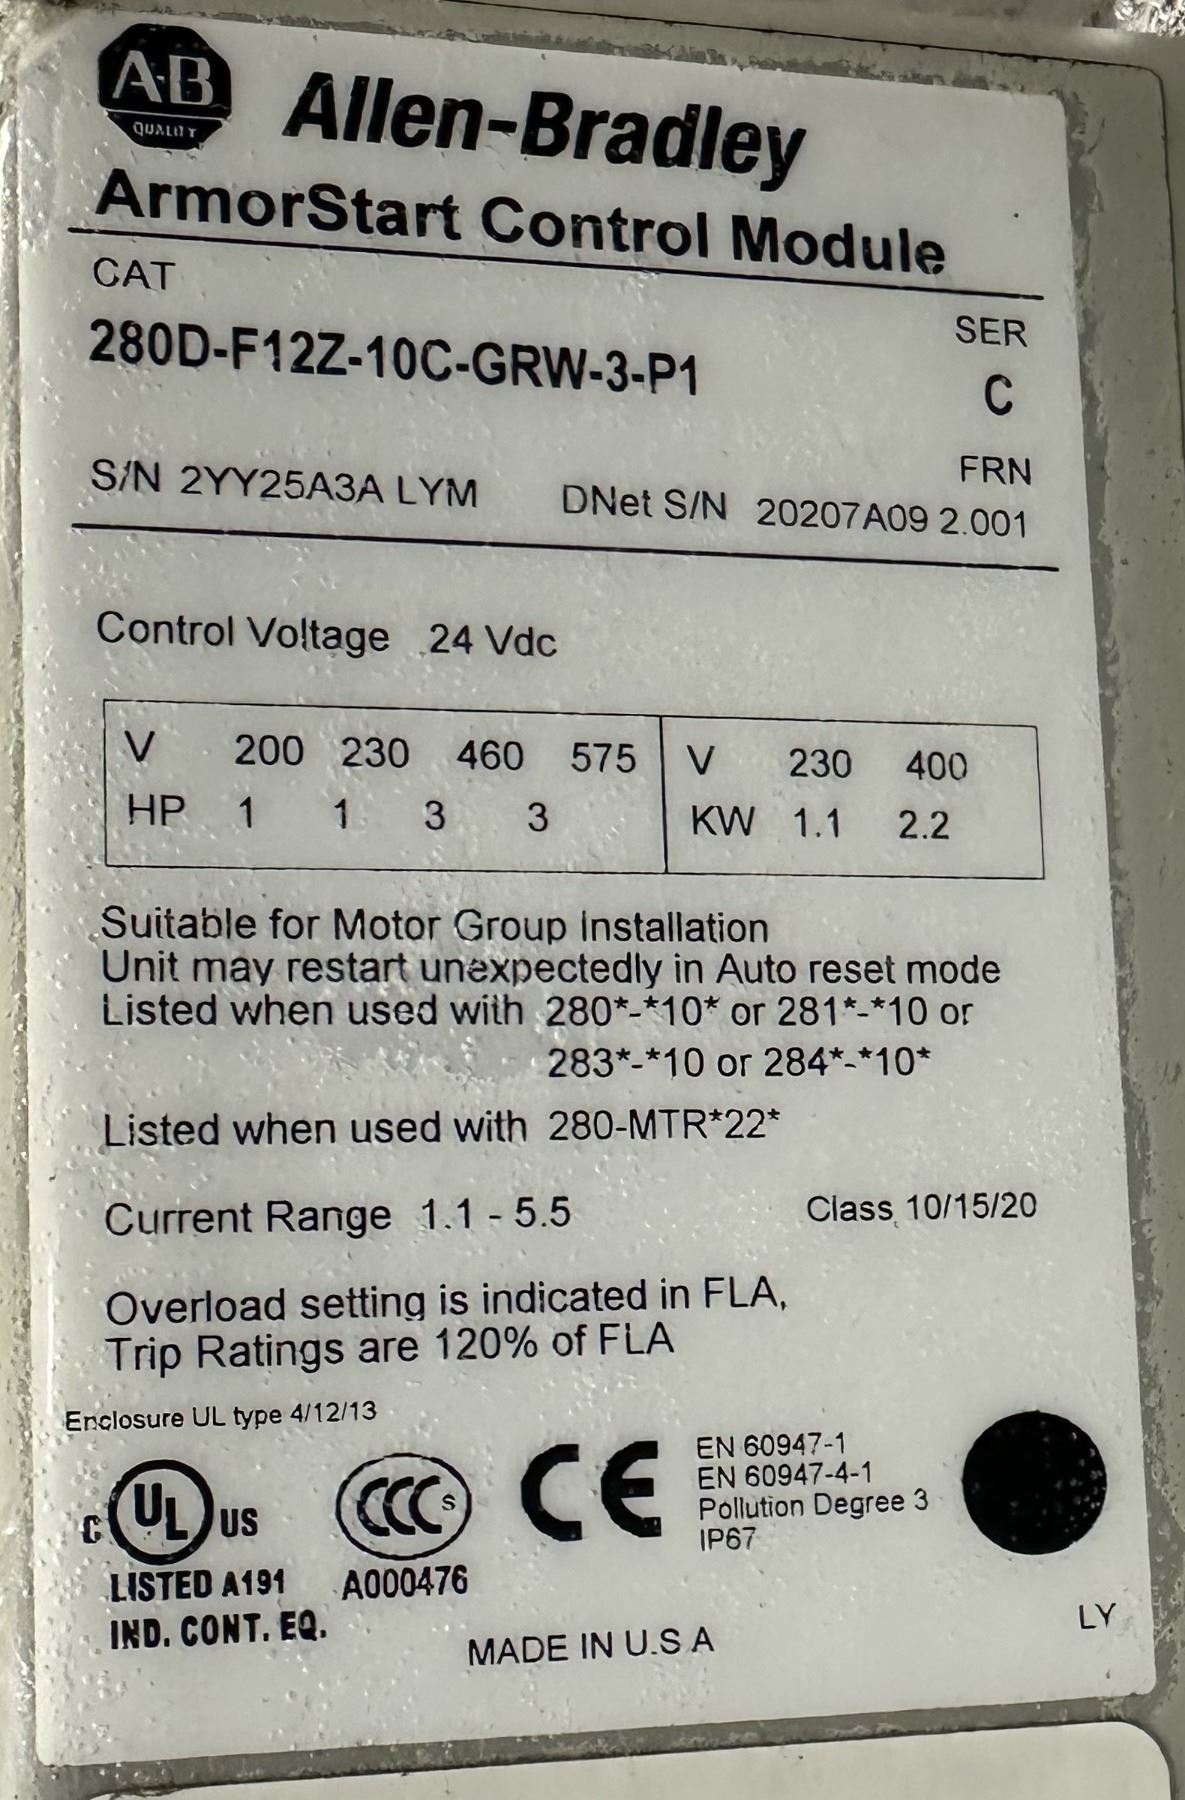 A-B
QUALITY
Allen-Bradley
ArmorStart Control Module
CAT
SER
280D-F12Z-10C-GRW-3-P1
C
FRN
S/N 2YY25A3A LYM DNet S/N 20207A09 2.001
Control Voltage 24 Vdc
V 200 230 460 575 V 230 400
HP 1 1 3 3 KW 1.1 2.2
Suitable for Motor Group Installation
Unit may restart unexpectedly in Auto reset mode
Listed when used with 280*-*10* or 281*-*10 or
283*-*10 or 284*-*10*
Listed when used with 280-MTR*22*
Current Range 1.1 - 5.5 Class 10/15/20
Overload setting is indicated in FLA,
Trip Ratings are 120% of FLA
Enclosure UL type 4/12/13
EN 60947-1
EN 60947-4-1
Pollution Degree 3
IP67
C UL US CCC S CE
LISTED A191 A000476
IND. CONT. EQ.
MADE IN U.S A
LY